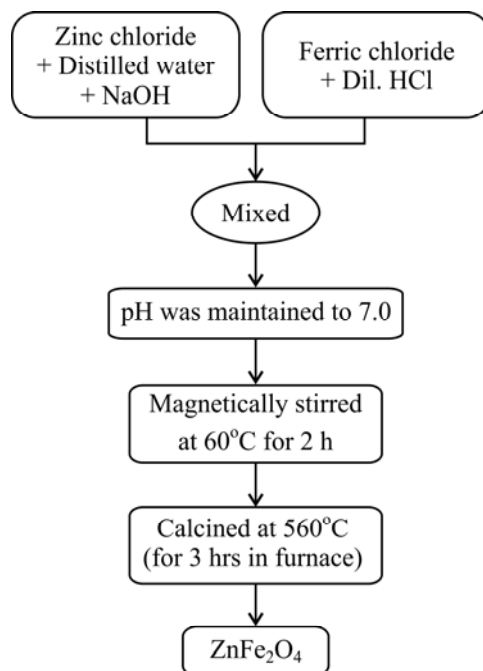 Zinc chloride
+ Distilled water
+ NaOH
Ferric chloride
+ Dil. HCl
Mixed
pH was maintained to 7.0
Magnetically stirred
at 60°C for 2 h
Calcined at 560°C
(for 3 hrs in furnace)
ZnFe₂O₄